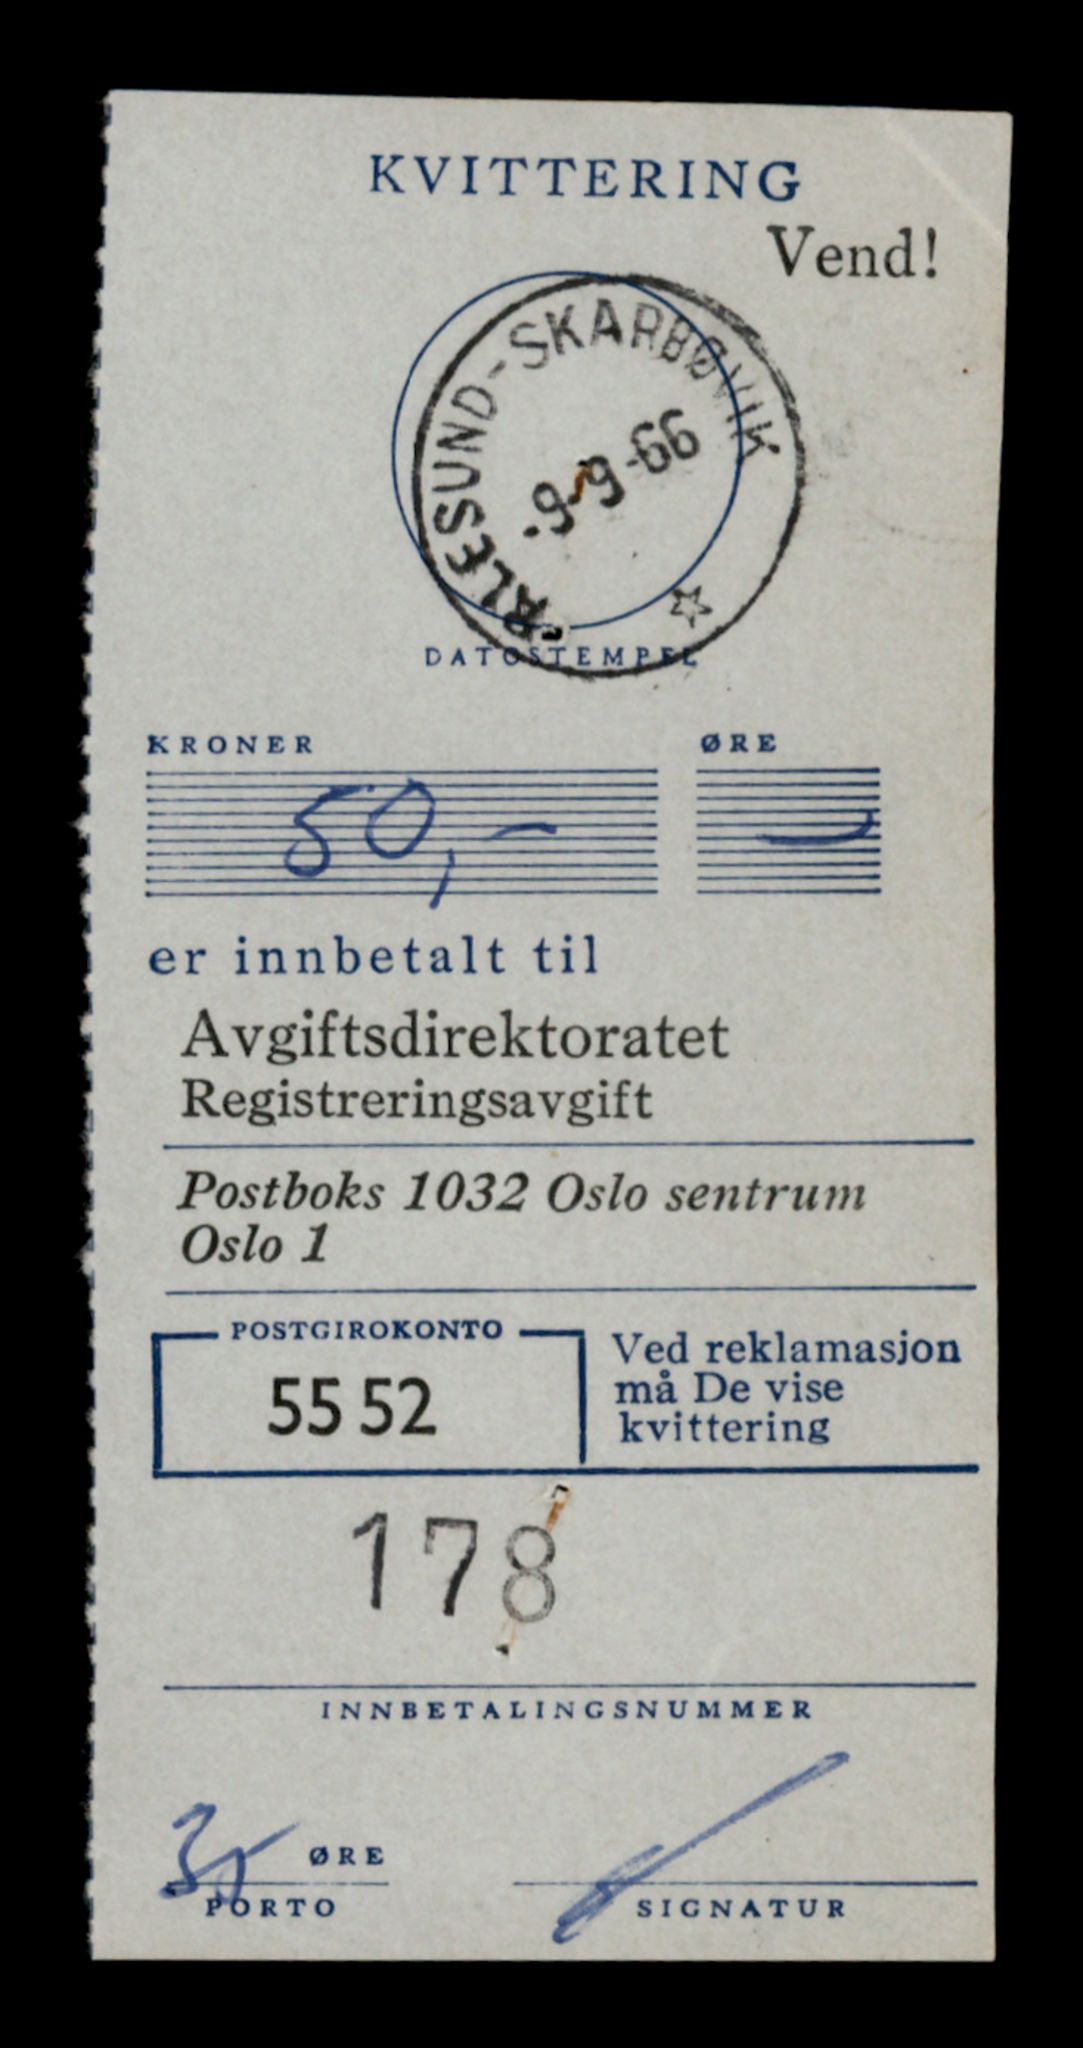 KVITTERING
Vend!
ÅLESUND-SKARBØVIK
-9-9-66
DATOSTEMPEL
KRONER ØRE
50,- —
er innbetalt til
Avgiftsdirektoratet
Registreringsavgift
Postboks 1032 Oslo sentrum
Oslo 1
POSTGIROKONTO
55 52
Ved reklamasjon
må De vise
kvittering
178
INNBETALINGSNUMMER
35 ØRE
PORTO
SIGNATUR